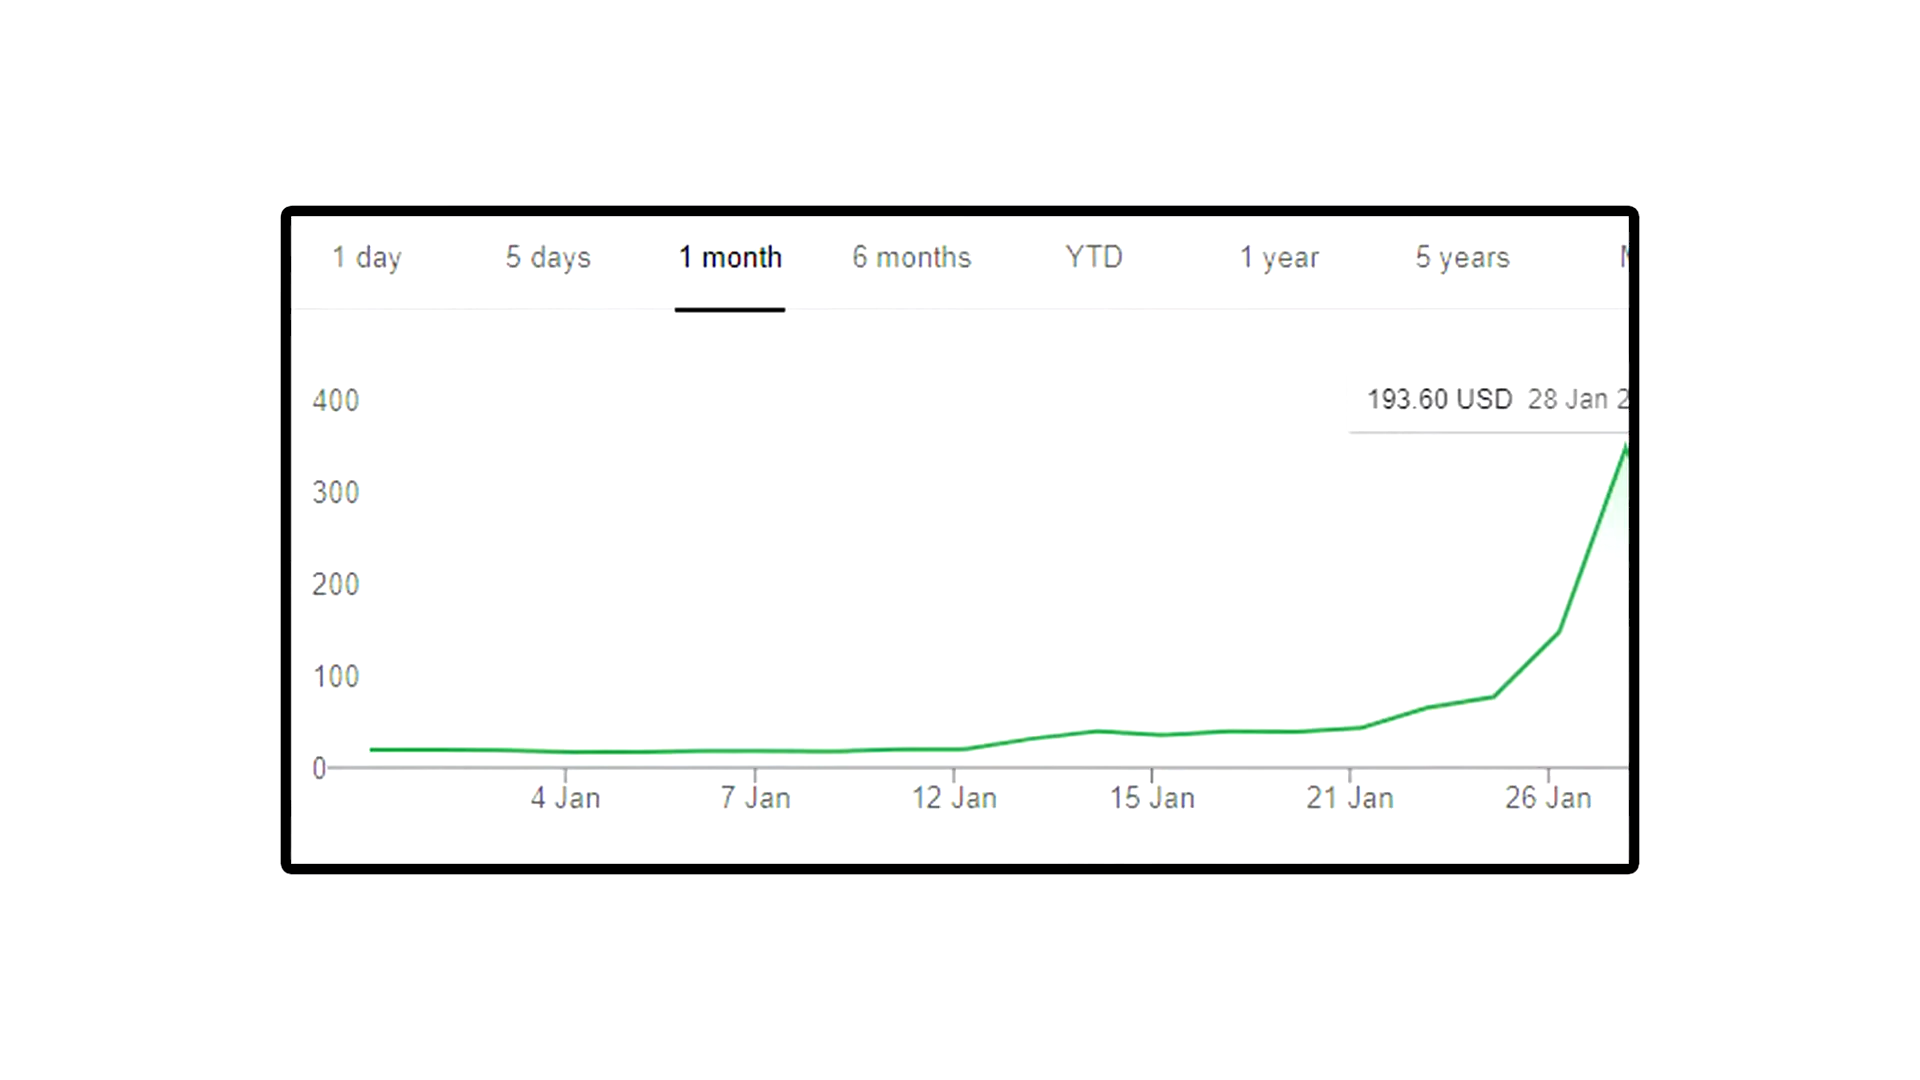 1 day 5 days 1 month 6 months YTD 1 year 5 years
400
193.60 USD 28 Jan 2
300
200
100
0
4 Jan 7 Jan 12 Jan 15 Jan 21 Jan 26 Jan